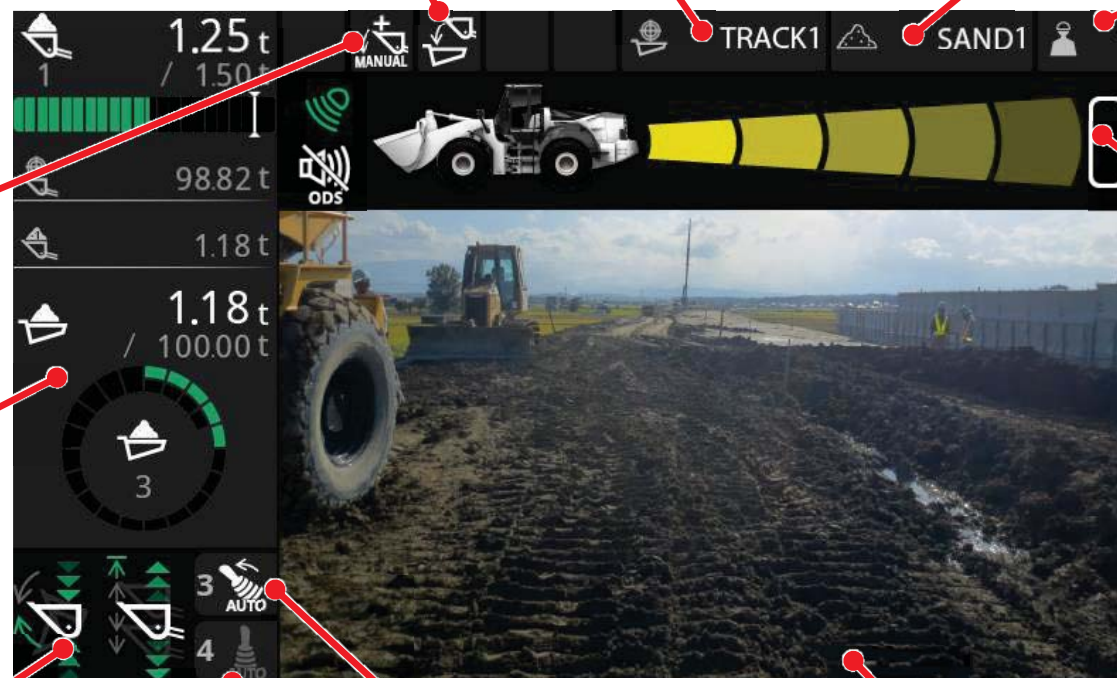 1.25 t
1 / 1.50 t
MANUAL
TRACK1
SAND1
ODS
98.82 t
1.18 t
1.18 t
/ 100.00 t
3
3 AUTO
4 AUTO